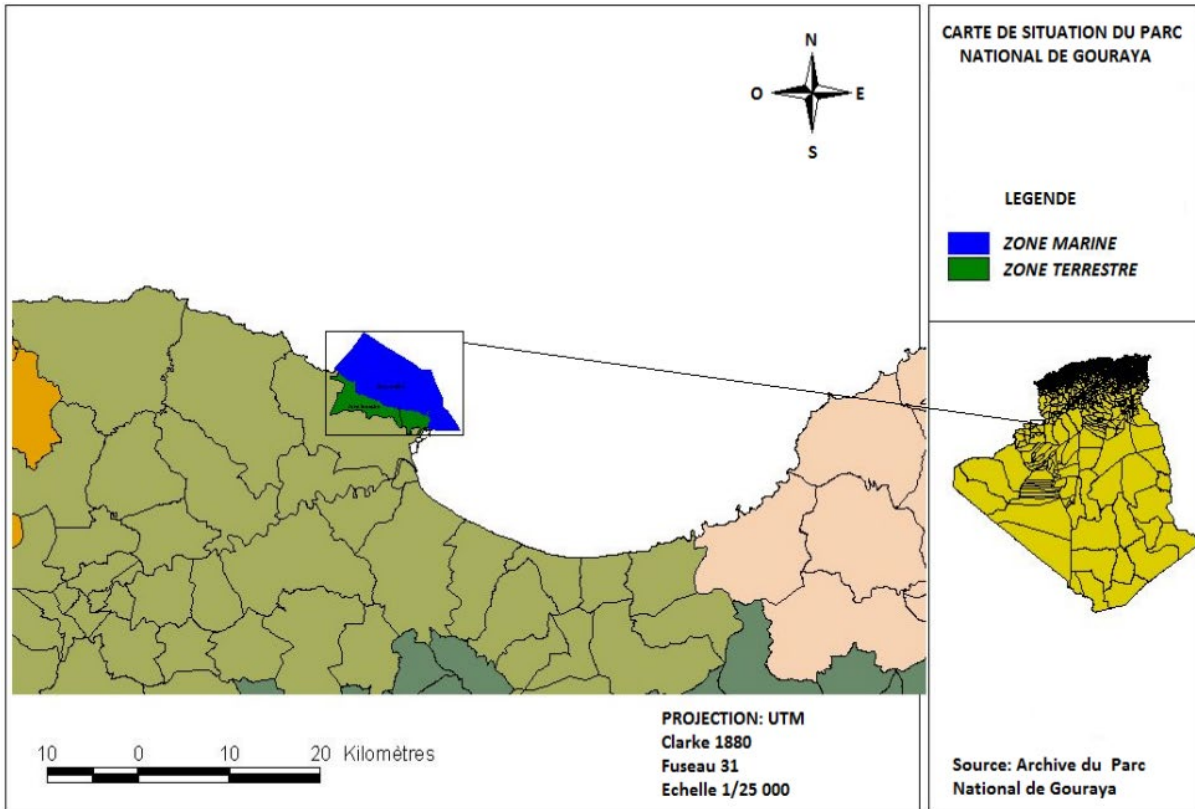 CARTE DE SITUATION DU PARC
NATIONAL DE GOURAYA
N
O
E
S
LEGENDE
ZONE MARINE
ZONE TERRESTRE
10 0 10 20 Kilomètres
PROJECTION: UTM
Clarke 1880
Fuseau 31
Echelle 1/25 000
Source: Archive du Parc
National de Gouraya